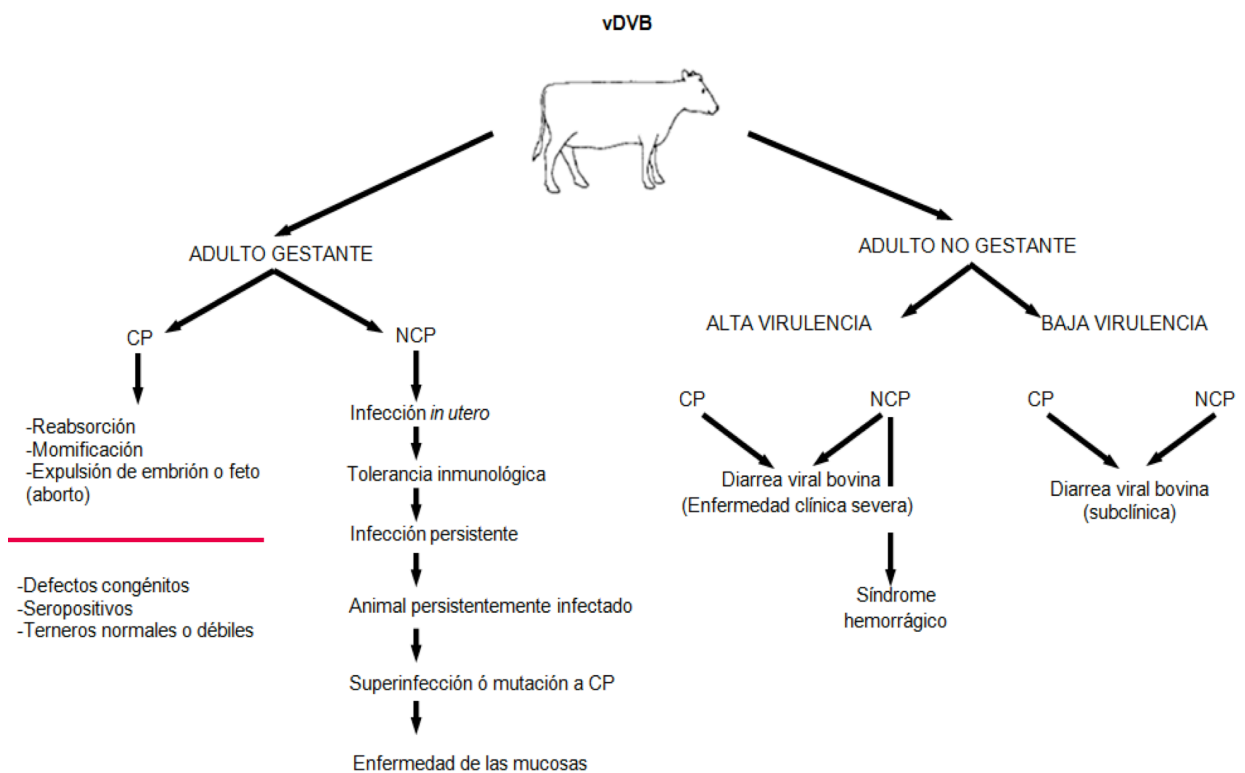 vDVB
ADULTO GESTANTE
CP
-Reabsorción
-Momificación
-Expulsión de embrión o feto
(aborto)
-Defectos congénitos
-Seropositivos
-Terneros normales o débiles
NCP
Infección in utero
Tolerancia inmunológica
Infección persistente
Animal persistentemente infectado
Superinfección ó mutación a CP
Enfermedad de las mucosas
ADULTO NO GESTANTE
ALTA VIRULENCIA
CP
NCP
Diarrea viral bovina
(Enfermedad clínica severa)
Síndrome
hemorrágico
BAJA VIRULENCIA
CP
NCP
Diarrea viral bovina
(subclínica)